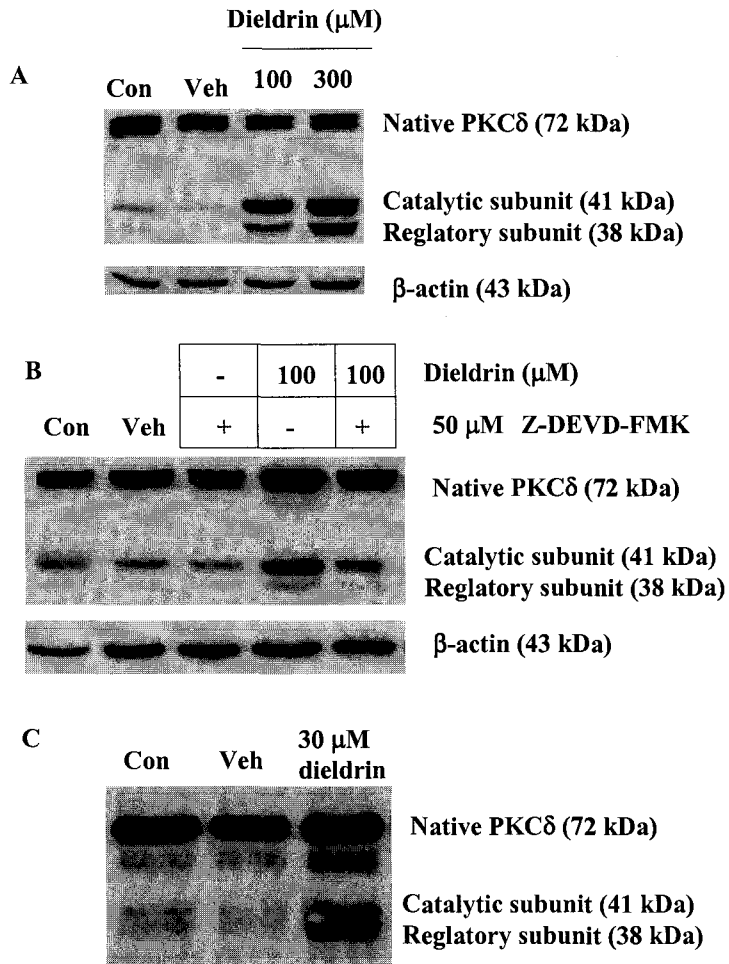 Dieldrin (µM)
A
Con Veh 100 300
Native PKCδ (72 kDa)
Catalytic subunit (41 kDa)
Reglatory subunit (38 kDa)
β-actin (43 kDa)
B
- 100 100 Dieldrin (µM)
Con Veh + - + 50 µM Z-DEVD-FMK
Native PKCδ (72 kDa)
Catalytic subunit (41 kDa)
Reglatory subunit (38 kDa)
β-actin (43 kDa)
C
Con Veh 30 µM
dieldrin
Native PKCδ (72 kDa)
Catalytic subunit (41 kDa)
Reglatory subunit (38 kDa)